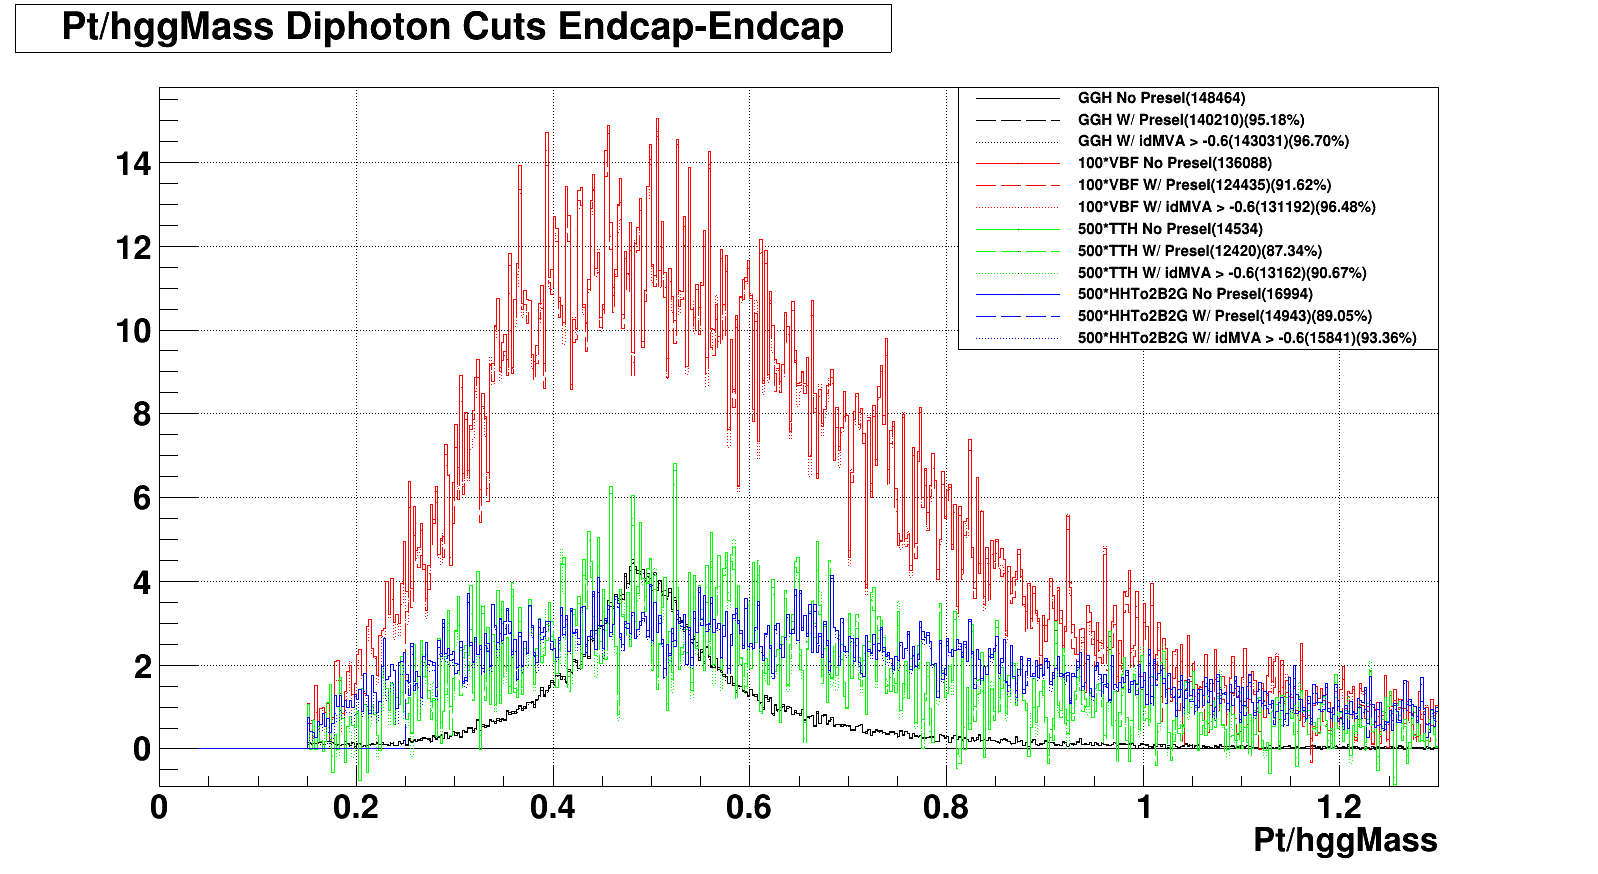 Pt/hggMass Diphoton Cuts Endcap-Endcap
GGH No Presel(148464)
GGH W/ Presel(140210)(95.18%)
GGH W/ idMVA > -0.6(143031)(96.70%)
100*VBF No Presel(136088)
100*VBF W/ Presel(124435)(91.62%)
100*VBF W/ idMVA > -0.6(131192)(96.48%)
500*TTH No Presel(14534)
500*TTH W/ Presel(12420)(87.34%)
500*TTH W/ idMVA > -0.6(13162)(90.67%)
500*HHTo2B2G No Presel(16994)
500*HHTo2B2G W/ Presel(14943)(89.05%)
500*HHTo2B2G W/ idMVA > -0.6(15841)(93.36%)
14
12
10
8
6
4
2
0
0 0.2 0.4 0.6 0.8 1 1.2
Pt/hggMass